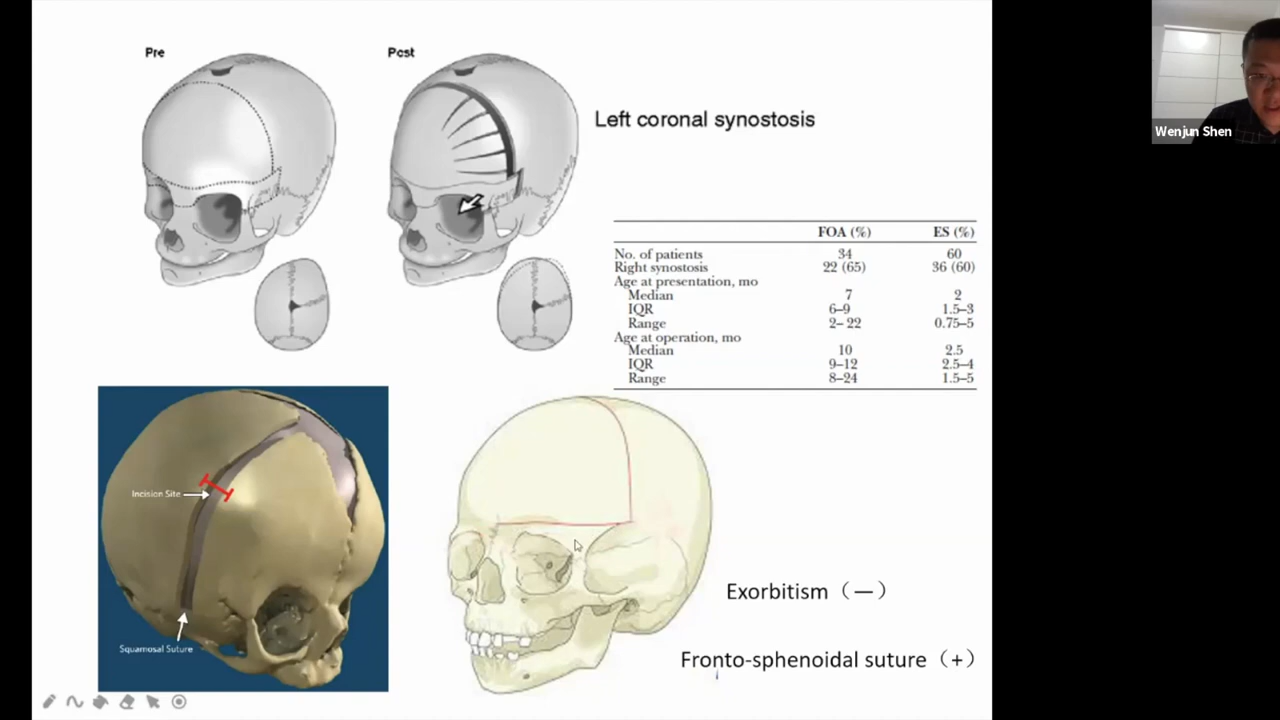 Pre
Post
Left coronal synostosis
Wenjun Shen
FOA (%) ES (%)
No. of patients 34 60
Right synostosis 22 (65) 36 (60)
Age at presentation, mo
Median 7 2
IQR 6–9 1.5–3
Range 2– 22 0.75–5
Age at operation, mo
Median 10 2.5
IQR 9–12 2.5–4
Range 8–24 1.5–5
Incision Site
Squamosal Suture
Exorbitism（—）
Fronto-sphenoidal suture（+）